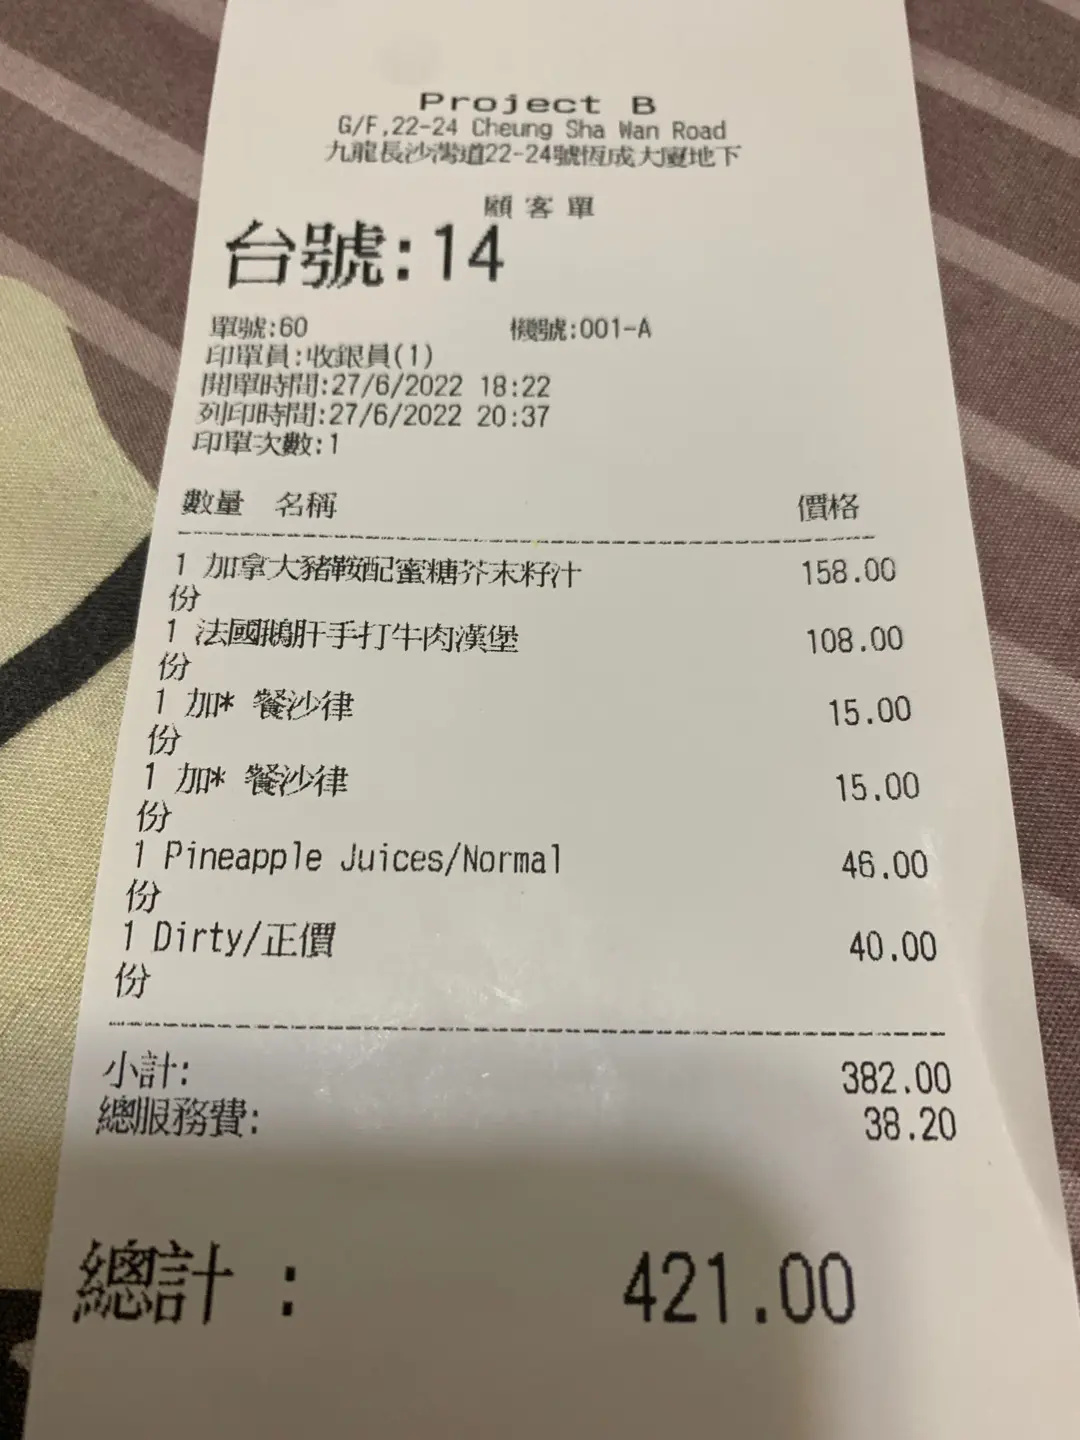 Project B
G/F,22-24 Cheung Sha Wan Road
九龍長沙灣道22-24號恆成大廈地下
顧客單
台號:14
單號:60 機號:001-A
印單員:收銀員(1)
開單時間:27/6/2022 18:22
列印時間:27/6/2022 20:37
印單次數:1
數量 名稱 價格
1 加拿大豬鞍配蜜糖芥末籽汁 158.00
份
1 法國鵝肝手打牛肉漢堡 108.00
份
1 加* 餐沙律 15.00
份
1 加* 餐沙律 15.00
份
1 Pineapple Juices/Normal 46.00
份
1 Dirty/正價 40.00
份
小計: 382.00
總服務費: 38.20
總計 : 421.00